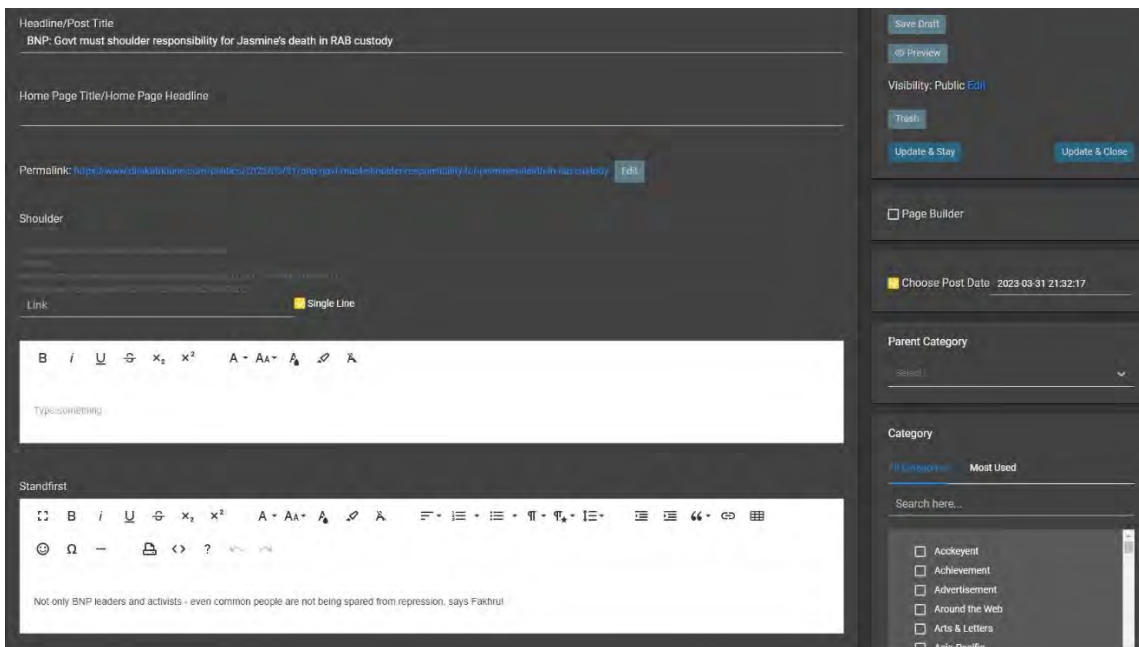 Headline/Post Title
BNP: Govt must shoulder responsibility for Jasmine's death in RAB custody
Home Page Title/Home Page Headline
Permalink:
Edit
Shoulder
Link
Single Line
B i U S x₂ x² A AA A
Type something
Standfirst
B i U S x₂ x² A AA A
Ω — <> ?
Not only BNP leaders and activists - even common people are not being spared from repression, says Fakhrul
Save Draft
Preview
Visibility: Public Edit
Trash
Update & Stay Update & Close
Page Builder
Choose Post Date 2023-03-31 21:32:17
Parent Category
Select
Category
All Categories Most Used
Search here...
Acckeyent
Achievement
Advertisement
Around the Web
Arts & Letters
Asia Pacific